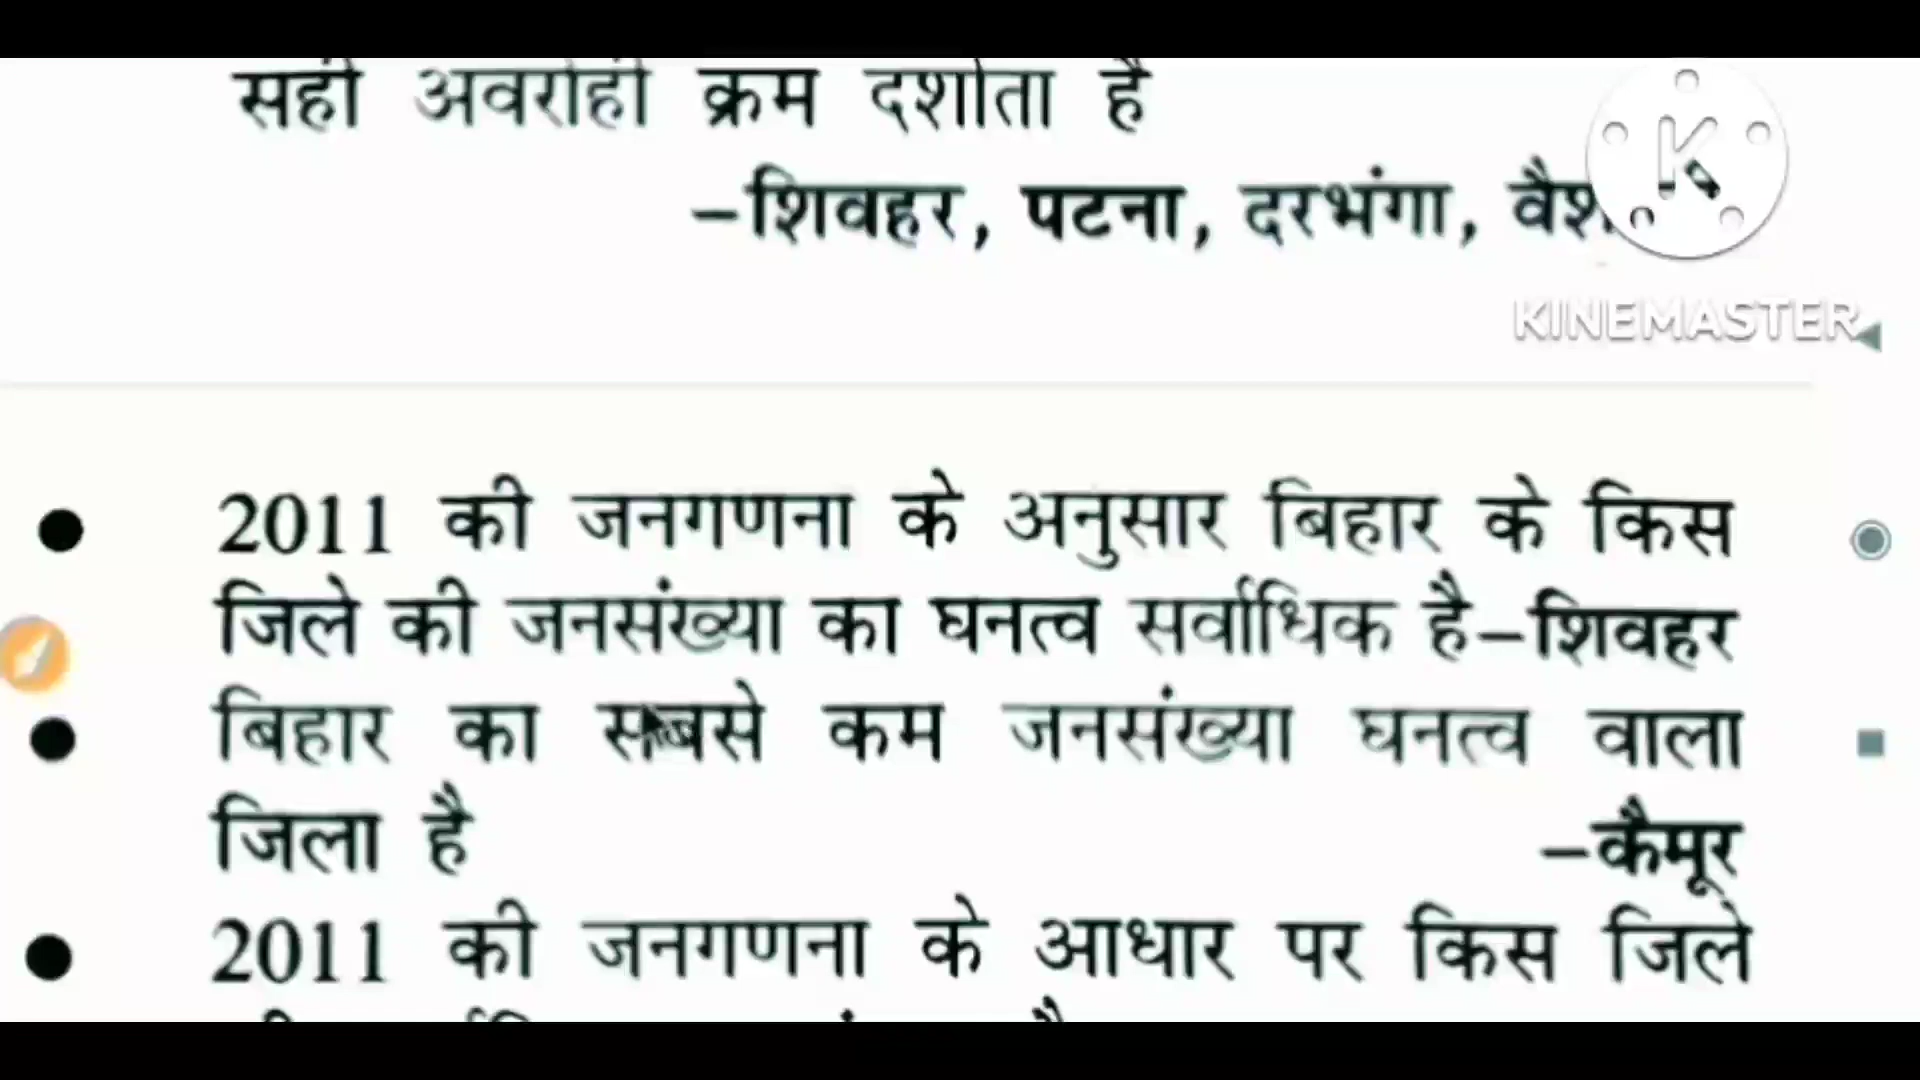 सही अवरोही क्रम दर्शाता है
–शिवहर, पटना, दरभंगा,
KINEMASTER
2011 की जनगणना के अनुसार बिहार के किस
जिले की जनसंख्या का घनत्व सर्वाधिक है–शिवहर
बिहार का सबसे कम जनसंख्या घनत्व वाला
जिला है –कैमूर
2011 की जनगणना के आधार पर किस जिले